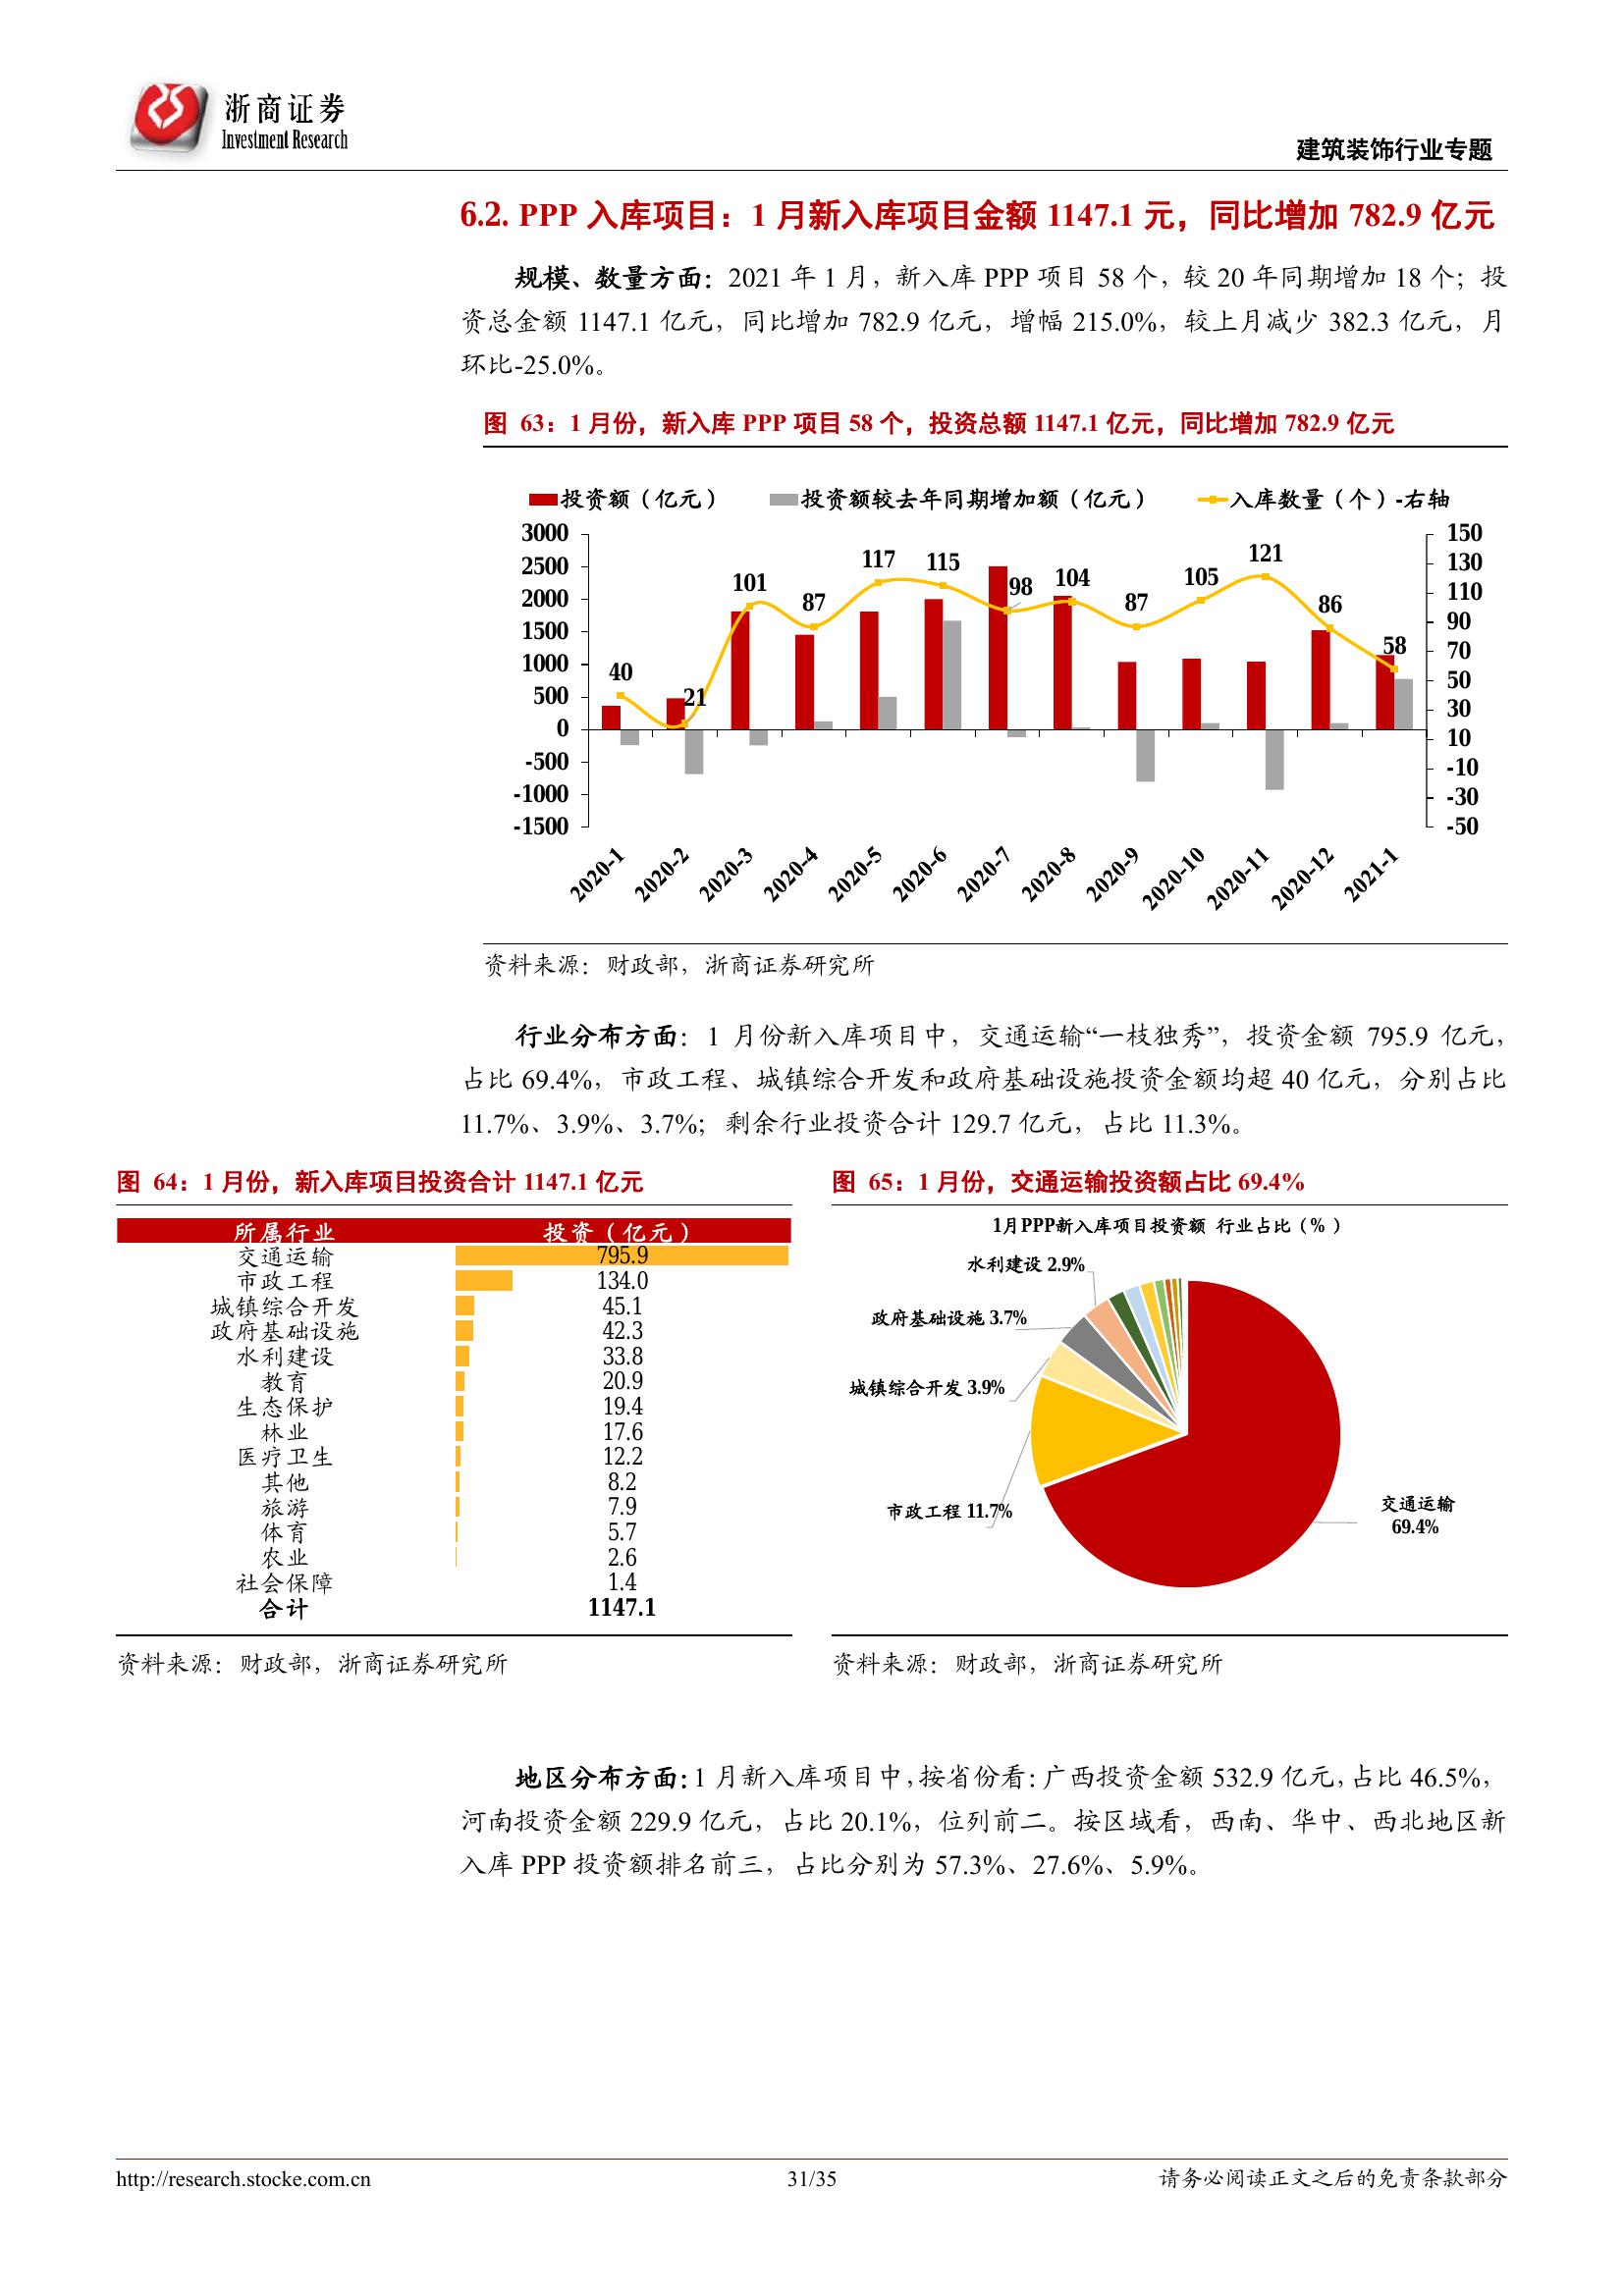 浙商证券
Investment Research
建筑装饰行业专题
6.2. PPP 入库项目：1 月新入库项目金额 1147.1 元，同比增加 782.9 亿元
规模、数量方面：2021 年 1 月，新入库 PPP 项目 58 个，较 20 年同期增加 18 个；投
资总金额 1147.1 亿元，同比增加 782.9 亿元，增幅 215.0%，较上月减少 382.3 亿元，月
环比-25.0%。
图 63：1 月份，新入库 PPP 项目 58 个，投资总额 1147.1 亿元，同比增加 782.9 亿元
投资额（亿元） 投资额较去年同期增加额（亿元） 入库数量（个）-右轴
3000
2500
2000
1500
1000
500
0
-500
-1000
-1500
40
21
101
87
117
115
98
104
87
105
121
86
58
150
130
110
90
70
50
30
10
-10
-30
-50
2020-1
2020-2
2020-3
2020-4
2020-5
2020-6
2020-7
2020-8
2020-9
2020-10
2020-11
2020-12
2021-1
资料来源：财政部，浙商证券研究所
行业分布方面：1 月份新入库项目中，交通运输“一枝独秀”，投资金额 795.9 亿元，
占比 69.4%，市政工程、城镇综合开发和政府基础设施投资金额均超 40 亿元，分别占比
11.7%、3.9%、3.7%；剩余行业投资合计 129.7 亿元，占比 11.3%。
图 64：1 月份，新入库项目投资合计 1147.1 亿元
所属行业 投资（亿元）
交通运输 795.9
市政工程 134.0
城镇综合开发 45.1
政府基础设施 42.3
水利建设 33.8
教育 20.9
生态保护 19.4
林业 17.6
医疗卫生 12.2
其他 8.2
旅游 7.9
体育 5.7
农业 2.6
社会保障 1.4
合计 1147.1
资料来源：财政部，浙商证券研究所
图 65：1 月份，交通运输投资额占比 69.4%
1月PPP新入库项目投资额 行业占比（%）
水利建设 2.9%
政府基础设施 3.7%
城镇综合开发 3.9%
市政工程 11.7%
交通运输
69.4%
资料来源：财政部，浙商证券研究所
地区分布方面：1 月新入库项目中，按省份看：广西投资金额 532.9 亿元，占比 46.5%，
河南投资金额 229.9 亿元，占比 20.1%，位列前二。按区域看，西南、华中、西北地区新
入库 PPP 投资额排名前三，占比分别为 57.3%、27.6%、5.9%。
http://research.stocke.com.cn
31/35
请务必阅读正文之后的免责条款部分